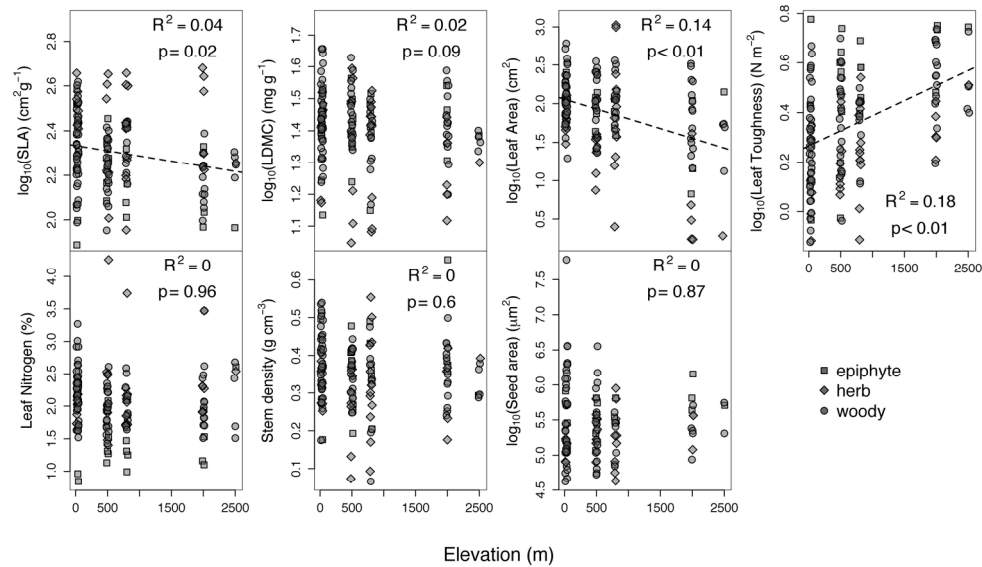 R² = 0.04
p = 0.02
log₁₀(SLA) (cm²g⁻¹)
2.8
2.6
2.4
2.2
2.0
R² = 0.02
p = 0.09
log₁₀(LDMC) (mg g⁻¹)
1.7
1.6
1.5
1.4
1.3
1.2
1.1
R² = 0.14
p < 0.01
log₁₀(Leaf Area) (cm²)
3.0
2.5
2.0
1.5
1.0
0.5
R² = 0.18
p < 0.01
log₁₀(Leaf Toughness) (N m⁻²)
0.6
0.4
0.2
0.0
0 500 1500 2500
R² = 0
p = 0.96
Leaf Nitrogen (%)
4.0
3.5
3.0
2.5
2.0
1.5
1.0
0 500 1500 2500
R² = 0
p = 0.6
Stem density (g cm⁻³)
0.6
0.5
0.4
0.3
0.2
0.1
0 500 1500 2500
R² = 0
p = 0.87
log₁₀(Seed area) (µm²)
7.5
7.0
6.5
6.0
5.5
5.0
4.5
0 500 1500 2500
epiphyte
herb
woody
Elevation (m)